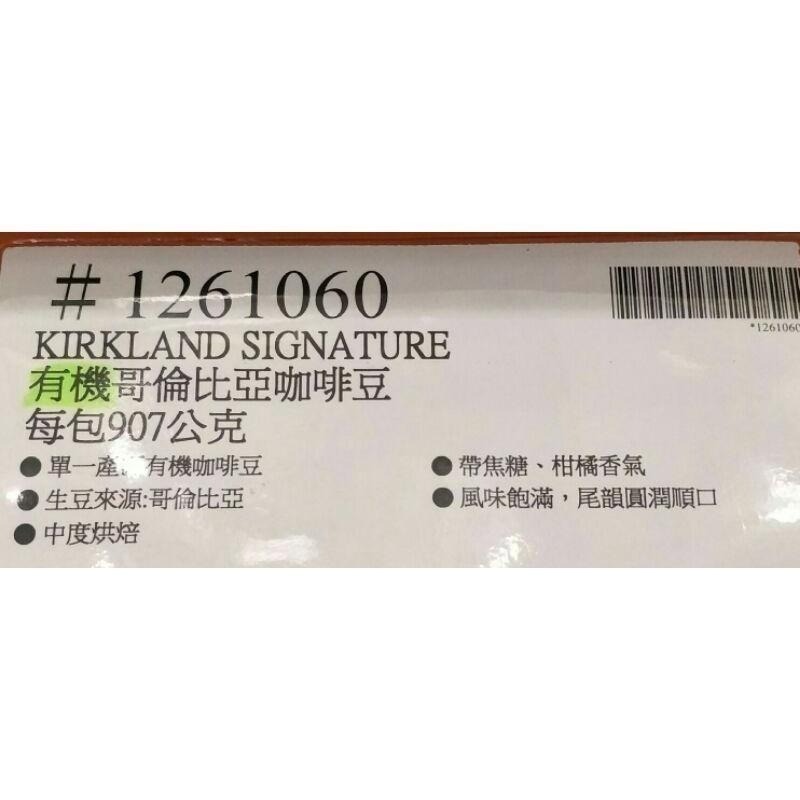 # 1261060
*1261060
KIRKLAND SIGNATURE
有機哥倫比亞咖啡豆
每包907公克
● 單一產 有機咖啡豆
● 生豆來源:哥倫比亞
● 中度烘焙
● 帶焦糖、柑橘香氣
● 風味飽滿，尾韻圓潤順口